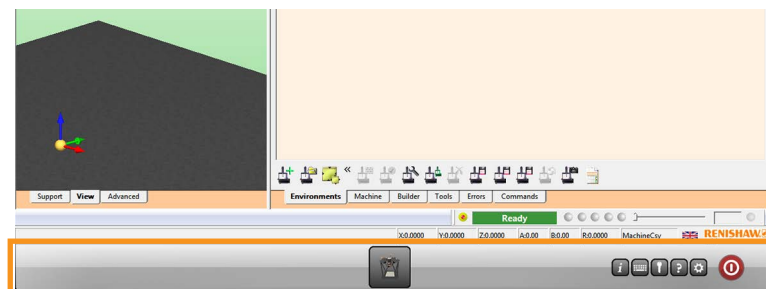 Support View Advanced
Environments Machine Builder Tools Errors Commands
Ready
X:0.0000 Y:0.0000 Z:0.0000 A:0.00 B:0.00 R:0.0000 MachineCsy RENISHAW
i ?